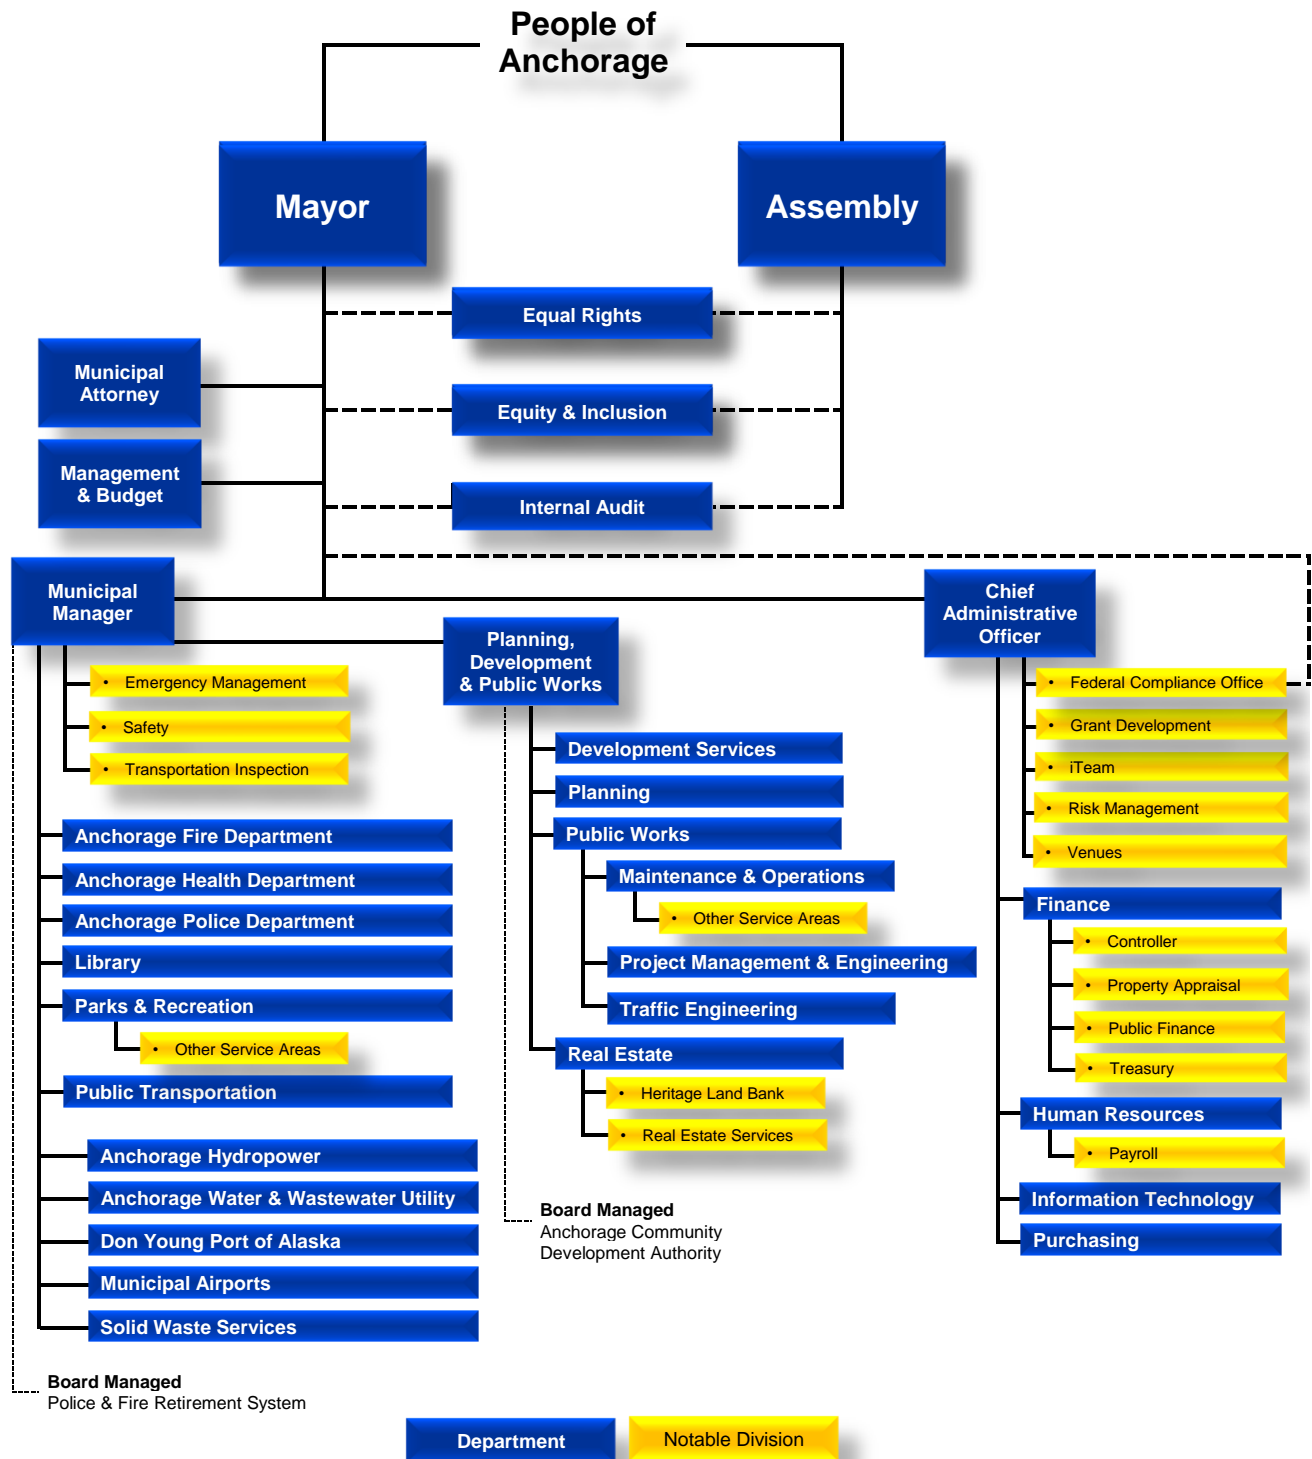 People of
Anchorage
Mayor
Assembly
Equal Rights
Municipal
Attorney
Equity & Inclusion
Management
& Budget
Internal Audit
Municipal
Manager
Chief
Administrative
Officer
Planning,
Development
& Public Works
• Emergency Management
• Safety
• Transportation Inspection
Anchorage Fire Department
Anchorage Health Department
Anchorage Police Department
Library
Parks & Recreation
• Other Service Areas
Public Transportation
Anchorage Hydropower
Anchorage Water & Wastewater Utility
Don Young Port of Alaska
Municipal Airports
Solid Waste Services
Board Managed
Police & Fire Retirement System
Development Services
Planning
Public Works
Maintenance & Operations
• Other Service Areas
Project Management & Engineering
Traffic Engineering
Real Estate
• Heritage Land Bank
• Real Estate Services
Board Managed
Anchorage Community
Development Authority
• Federal Compliance Office
• Grant Development
• iTeam
• Risk Management
• Venues
Finance
• Controller
• Property Appraisal
• Public Finance
• Treasury
Human Resources
• Payroll
Information Technology
Purchasing
Department
Notable Division